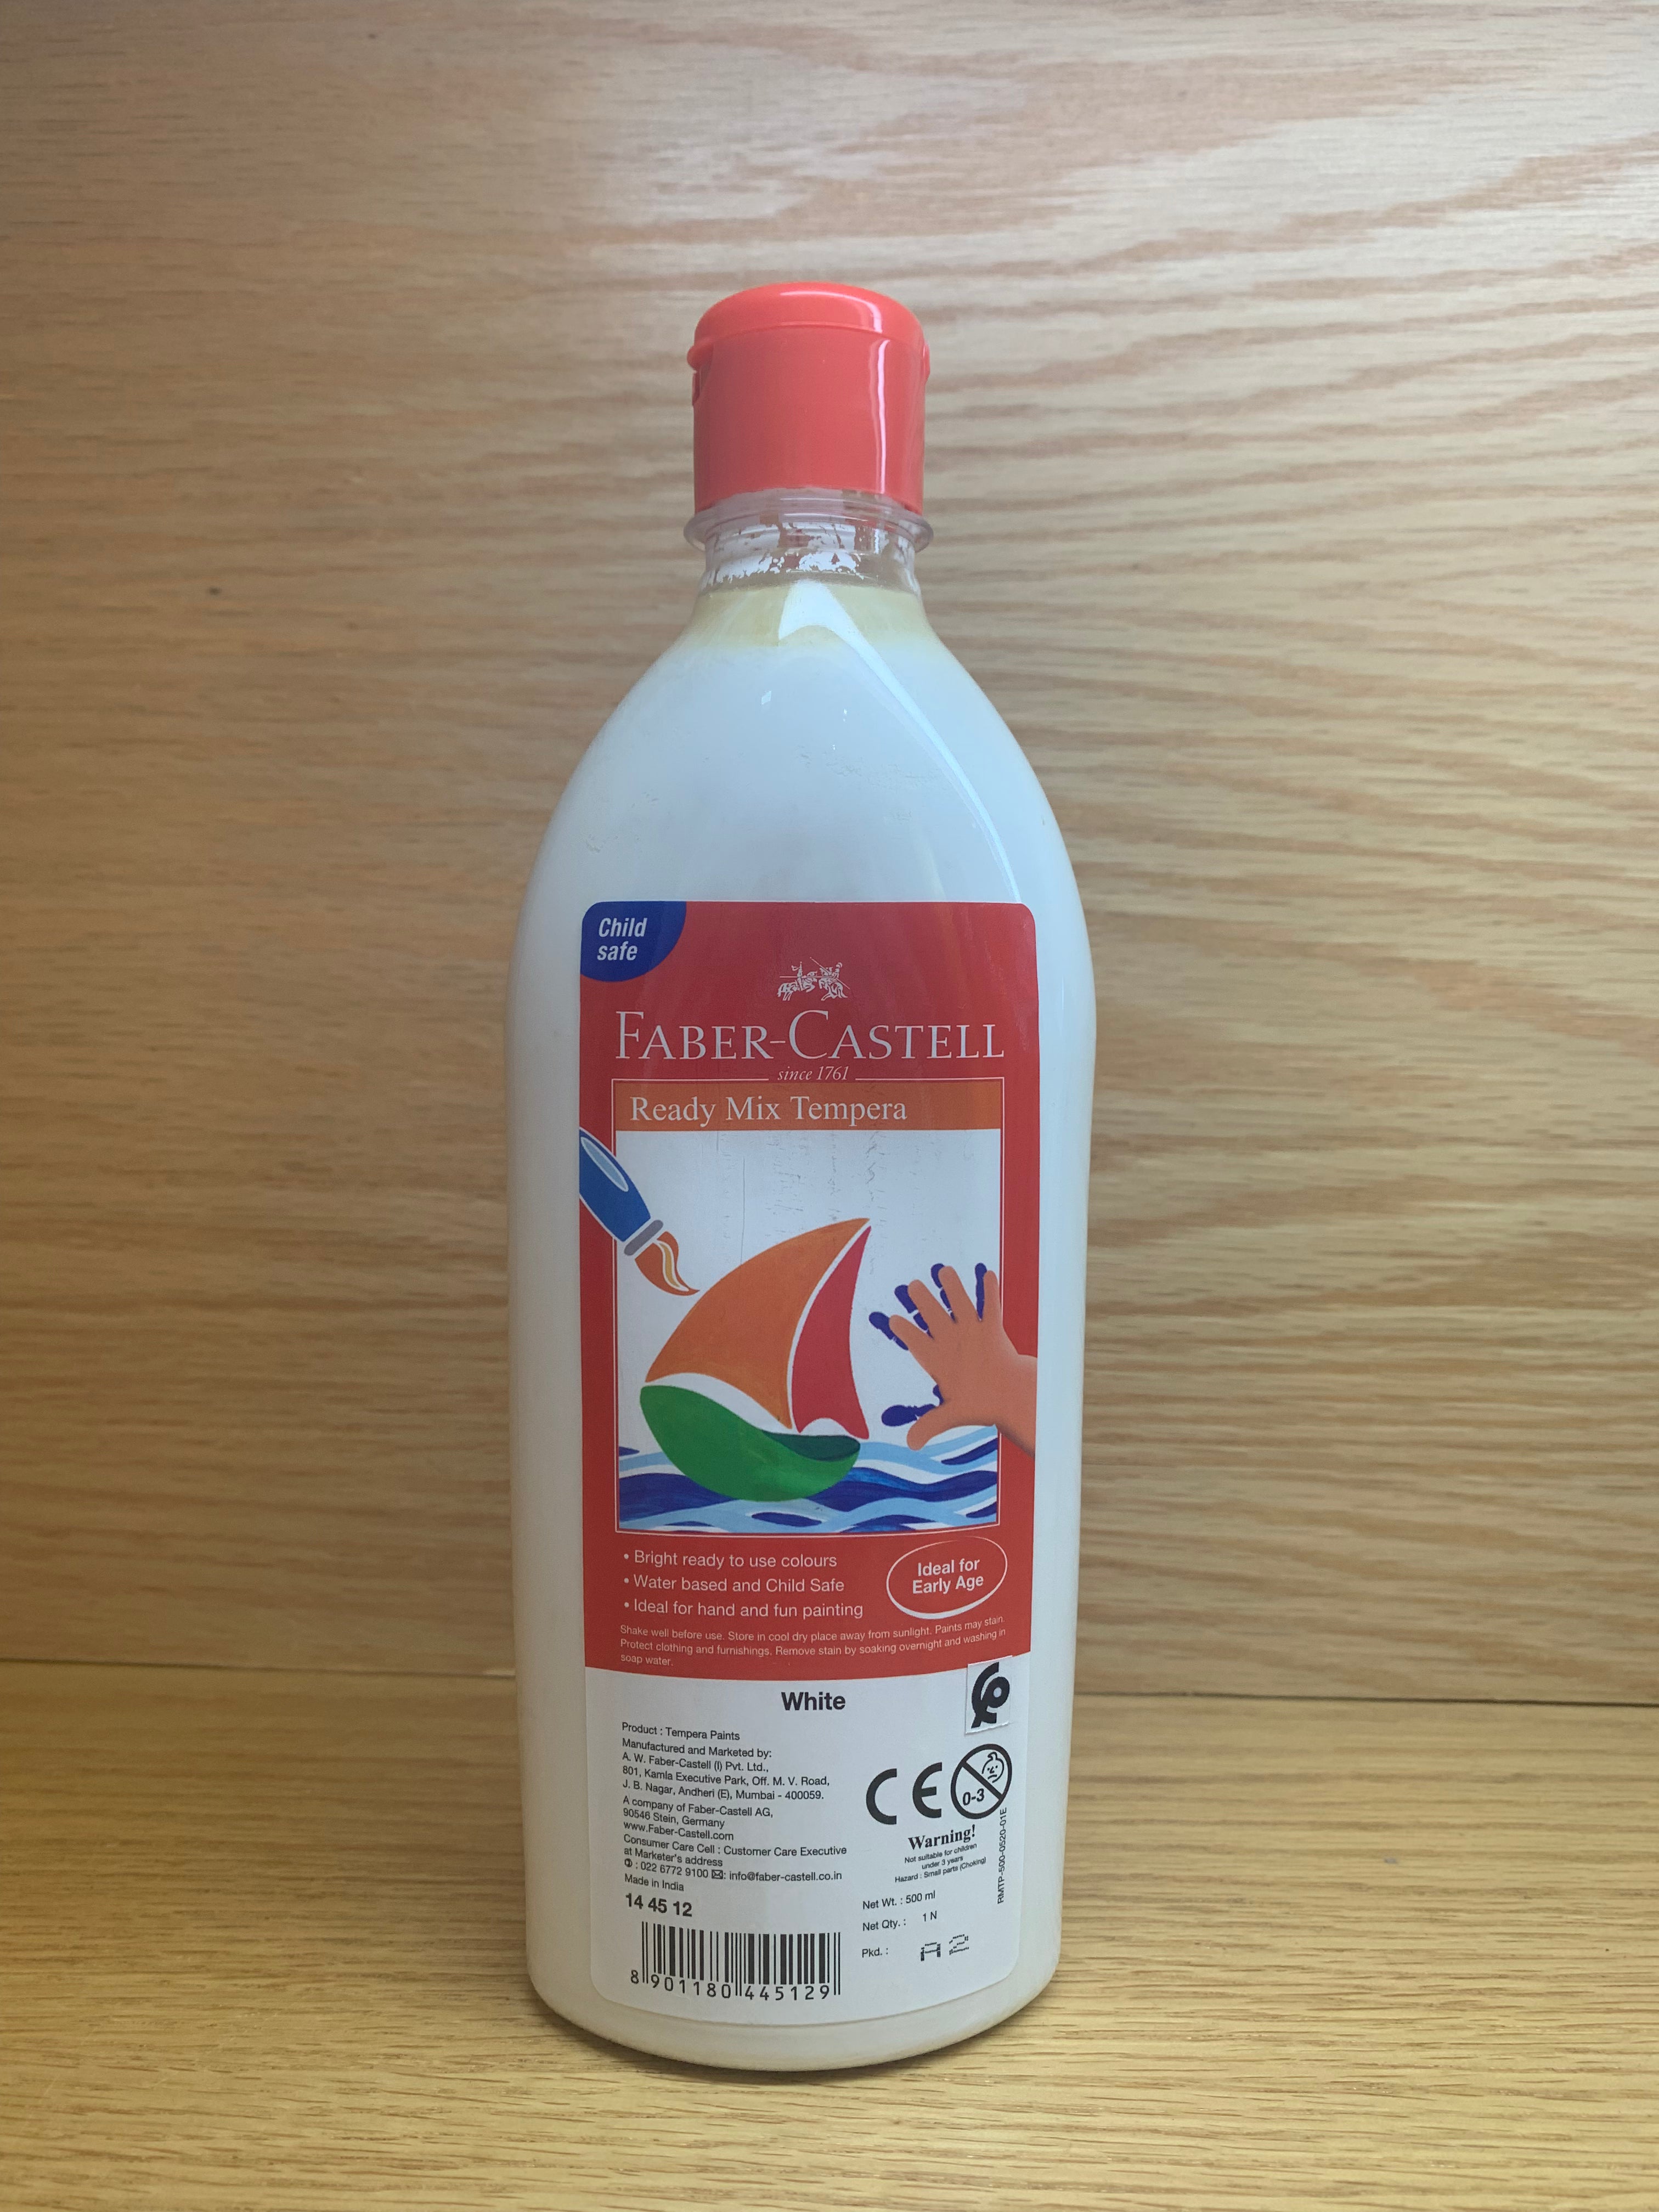 Child
safe
FABER-CASTELL
since 1761
Ready Mix Tempera
• Bright ready to use colours
• Water based and Child Safe
• Ideal for hand and fun painting
Ideal for
Early Age
Shake well before use. Store in cool dry place away from sunlight. Paints may stain.
Protect clothing and furnishings. Remove stain by soaking overnight and washing in
soap water.
White
Product : Tempera Paints
Manufactured and Marketed by:
A. W. Faber-Castell (I) Pvt. Ltd.,
801, Kamla Executive Park, Off. M. V. Road,
J. B. Nagar, Andheri (E), Mumbai - 400059.
A company of Faber-Castell AG,
90546 Stein, Germany
www.Faber-Castell.com
Consumer Care Cell : Customer Care Executive
at Marketer's address
✆ : 022 6772 9100 ✉: info@faber-castell.co.in
Made in India
14 45 12
8 901180 445129
CE
0-3
Warning!
Not suitable for children
under 3 years
Hazard : Small parts (Choking)
RMTP-500-0520-01E
Net Wt. : 500 ml
Net Qty. : 1 N
Pkd. : A2